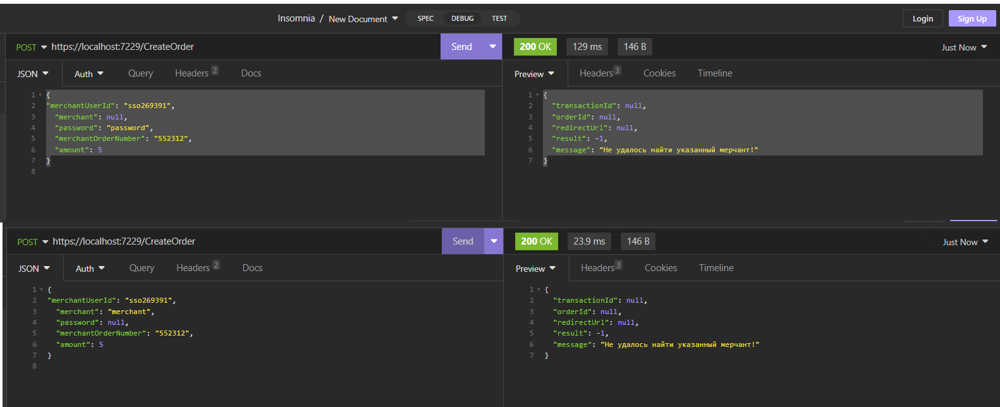 Insomnia / New Document SPEC DEBUG TEST Login Sign Up
POST https://localhost:7229/CreateOrder Send 200 OK 129 ms 146 B Just Now
JSON Auth Query Headers 2 Docs Preview Headers 3 Cookies Timeline
1 {
2 "merchantUserId": "sso269391",
3 "merchant": null,
4 "password": "password",
5 "merchantOrderNumber": "552312",
6 "amount": 5
7 }
8
1 {
2 "transactionId": null,
3 "orderId": null,
4 "redirectUrl": null,
5 "result": -1,
6 "message": "Не удалось найти указанный мерчант!"
7 }
POST https://localhost:7229/CreateOrder Send 200 OK 23.9 ms 146 B Just Now
JSON Auth Query Headers 2 Docs Preview Headers 3 Cookies Timeline
1 {
2 "merchantUserId": "sso269391",
3 "merchant": "merchant",
4 "password": null,
5 "merchantOrderNumber": "552312",
6 "amount": 5
7 }
8
1 {
2 "transactionId": null,
3 "orderId": null,
4 "redirectUrl": null,
5 "result": -1,
6 "message": "Не удалось найти указанный мерчант!"
7 }